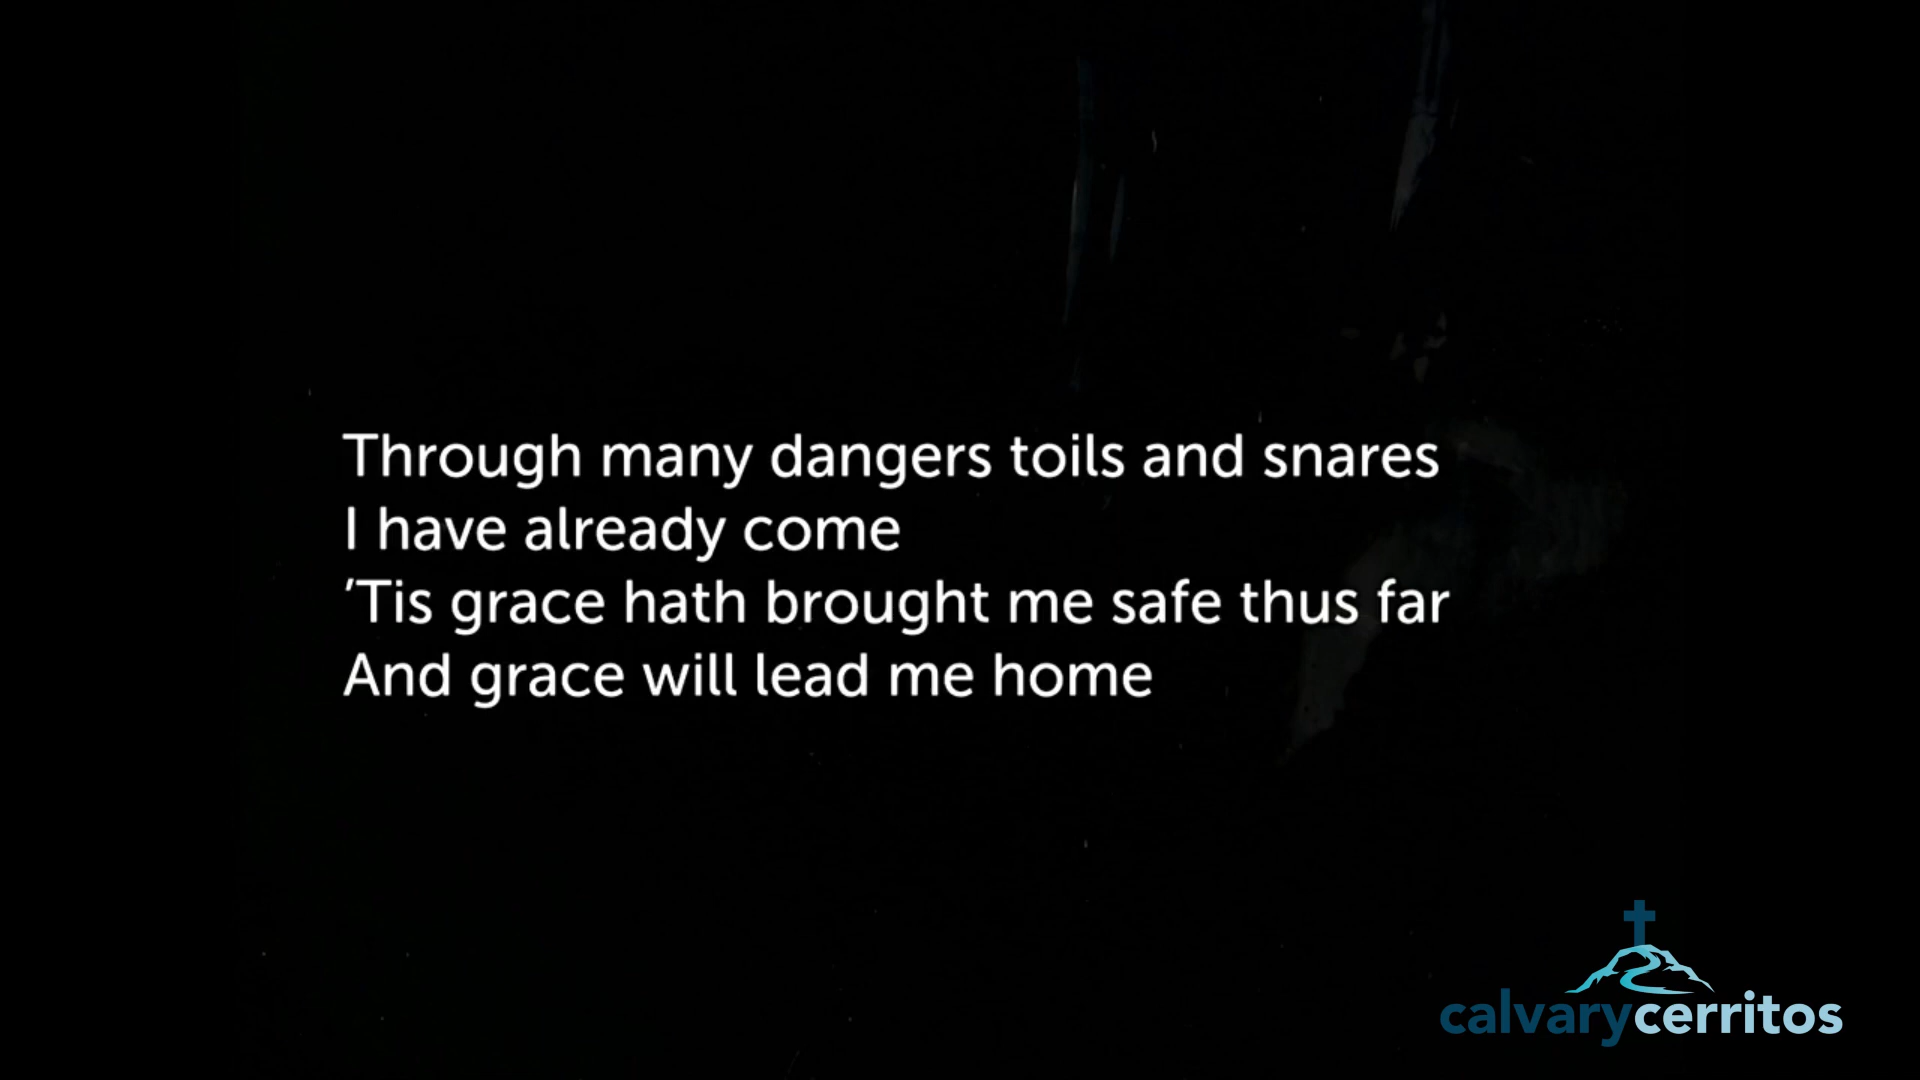 Through many dangers toils and snares
I have already come
’Tis grace hath brought me safe thus far
And grace will lead me home
calvarycerritos